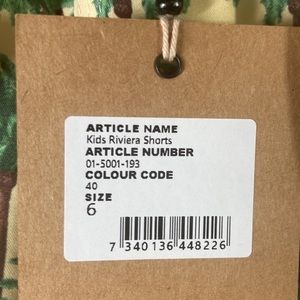 ARTICLE NAME
Kids Riviera Shorts
ARTICLE NUMBER
01-5001-193
COLOUR CODE
40
SIZE
6
7 340136 448226